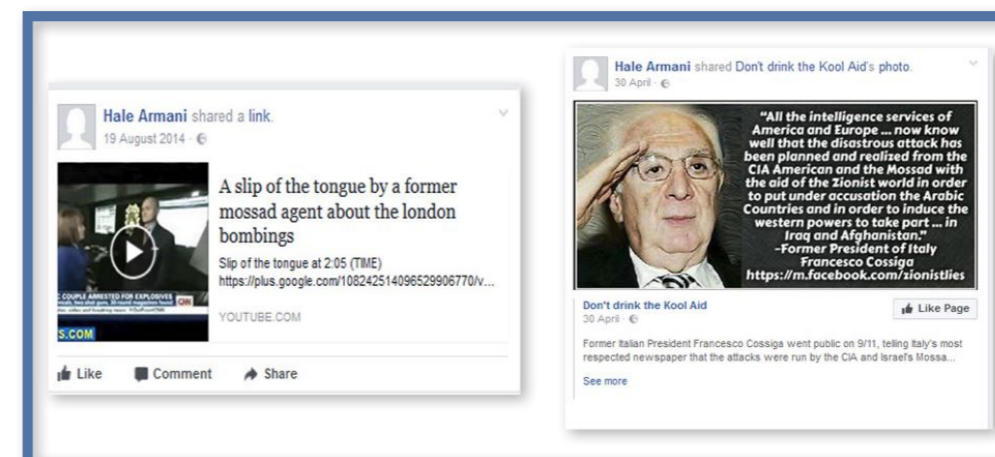 Hale Armani shared a link.
19 August 2014
A slip of the tongue by a former
mossad agent about the london
bombings
Slip of the tongue at 2:05 (TIME)
https://plus.google.com/108242514096529906770/v...
YOUTUBE.COM
C COUPLE ARRESTED FOR EXPLOSIVES
CNN
S.COM
Like Comment Share
Hale Armani shared Don't drink the Kool Aid's photo.
30 April
"All the intelligence services of
America and Europe ... now know
well that the disastrous attack has
been planned and realized from the
CIA American and the Mossad with
the aid of the Zionist world in order
to put under accusation the Arabic
Countries and in order to induce the
western powers to take part ... in
Iraq and Afghanistan."
-Former President of Italy
Francesco Cossiga
https://m.facebook.com/zionistlies
Don't drink the Kool Aid
30 April
Like Page
Former Italian President Francesco Cossiga went public on 9/11, telling Italy's most
respected newspaper that the attacks were run by the CIA and Israel's Mossa...
See more